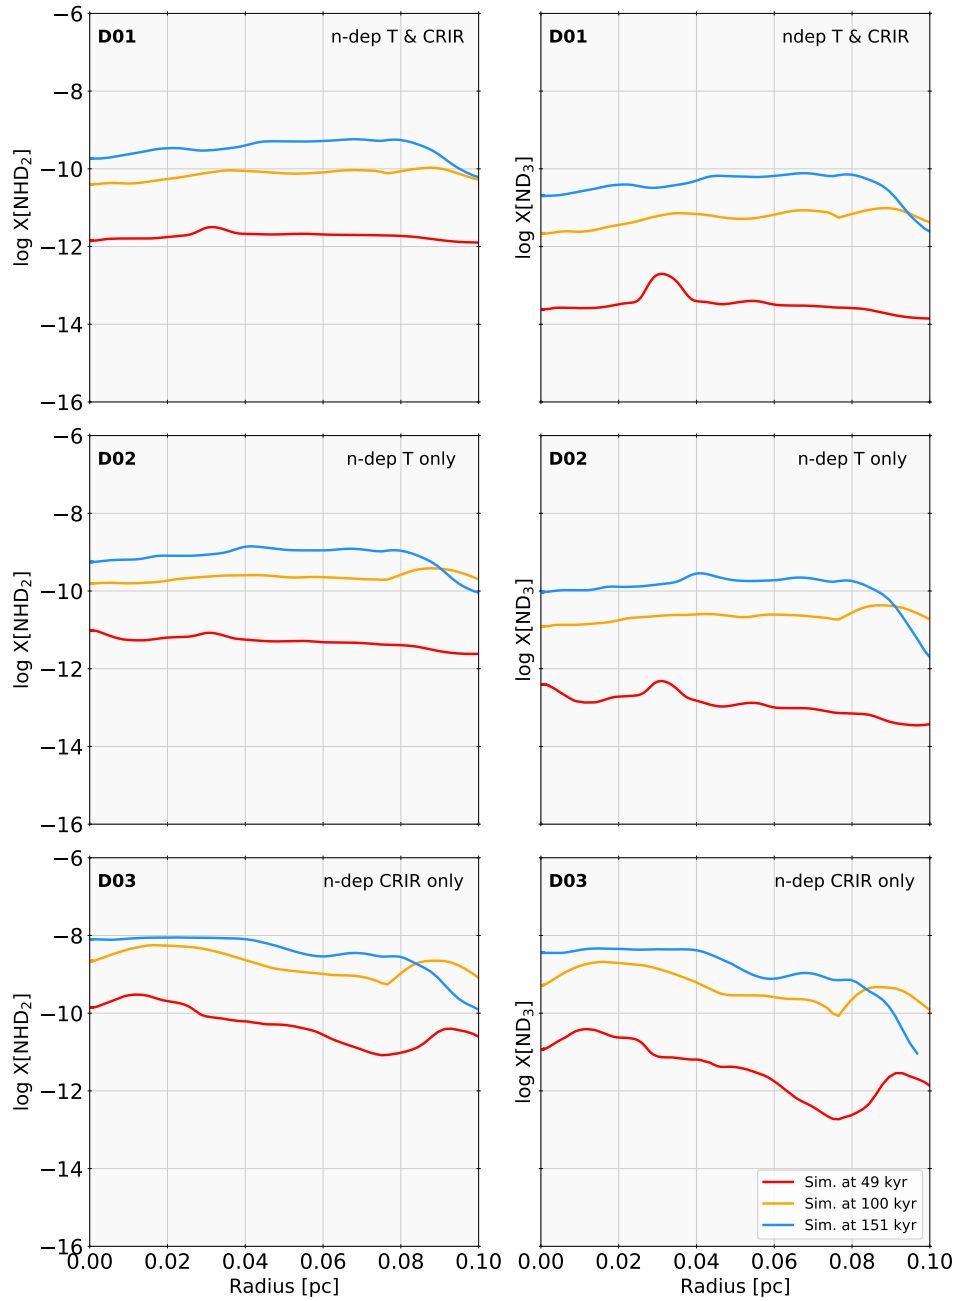 −6
D01 n-dep T & CRIR
−8
−10
−12
−14
−16
log X[NHD₂]
D01 ndep T & CRIR
log X[ND₃]
−6
D02 n-dep T only
−8
−10
−12
−14
−16
log X[NHD₂]
D02 n-dep T only
log X[ND₃]
−6
D03 n-dep CRIR only
−8
−10
−12
−14
−16
log X[NHD₂]
0.00 0.02 0.04 0.06 0.08 0.10
Radius [pc]
D03 n-dep CRIR only
log X[ND₃]
Sim. at 49 kyr
Sim. at 100 kyr
Sim. at 151 kyr
0.00 0.02 0.04 0.06 0.08 0.10
Radius [pc]